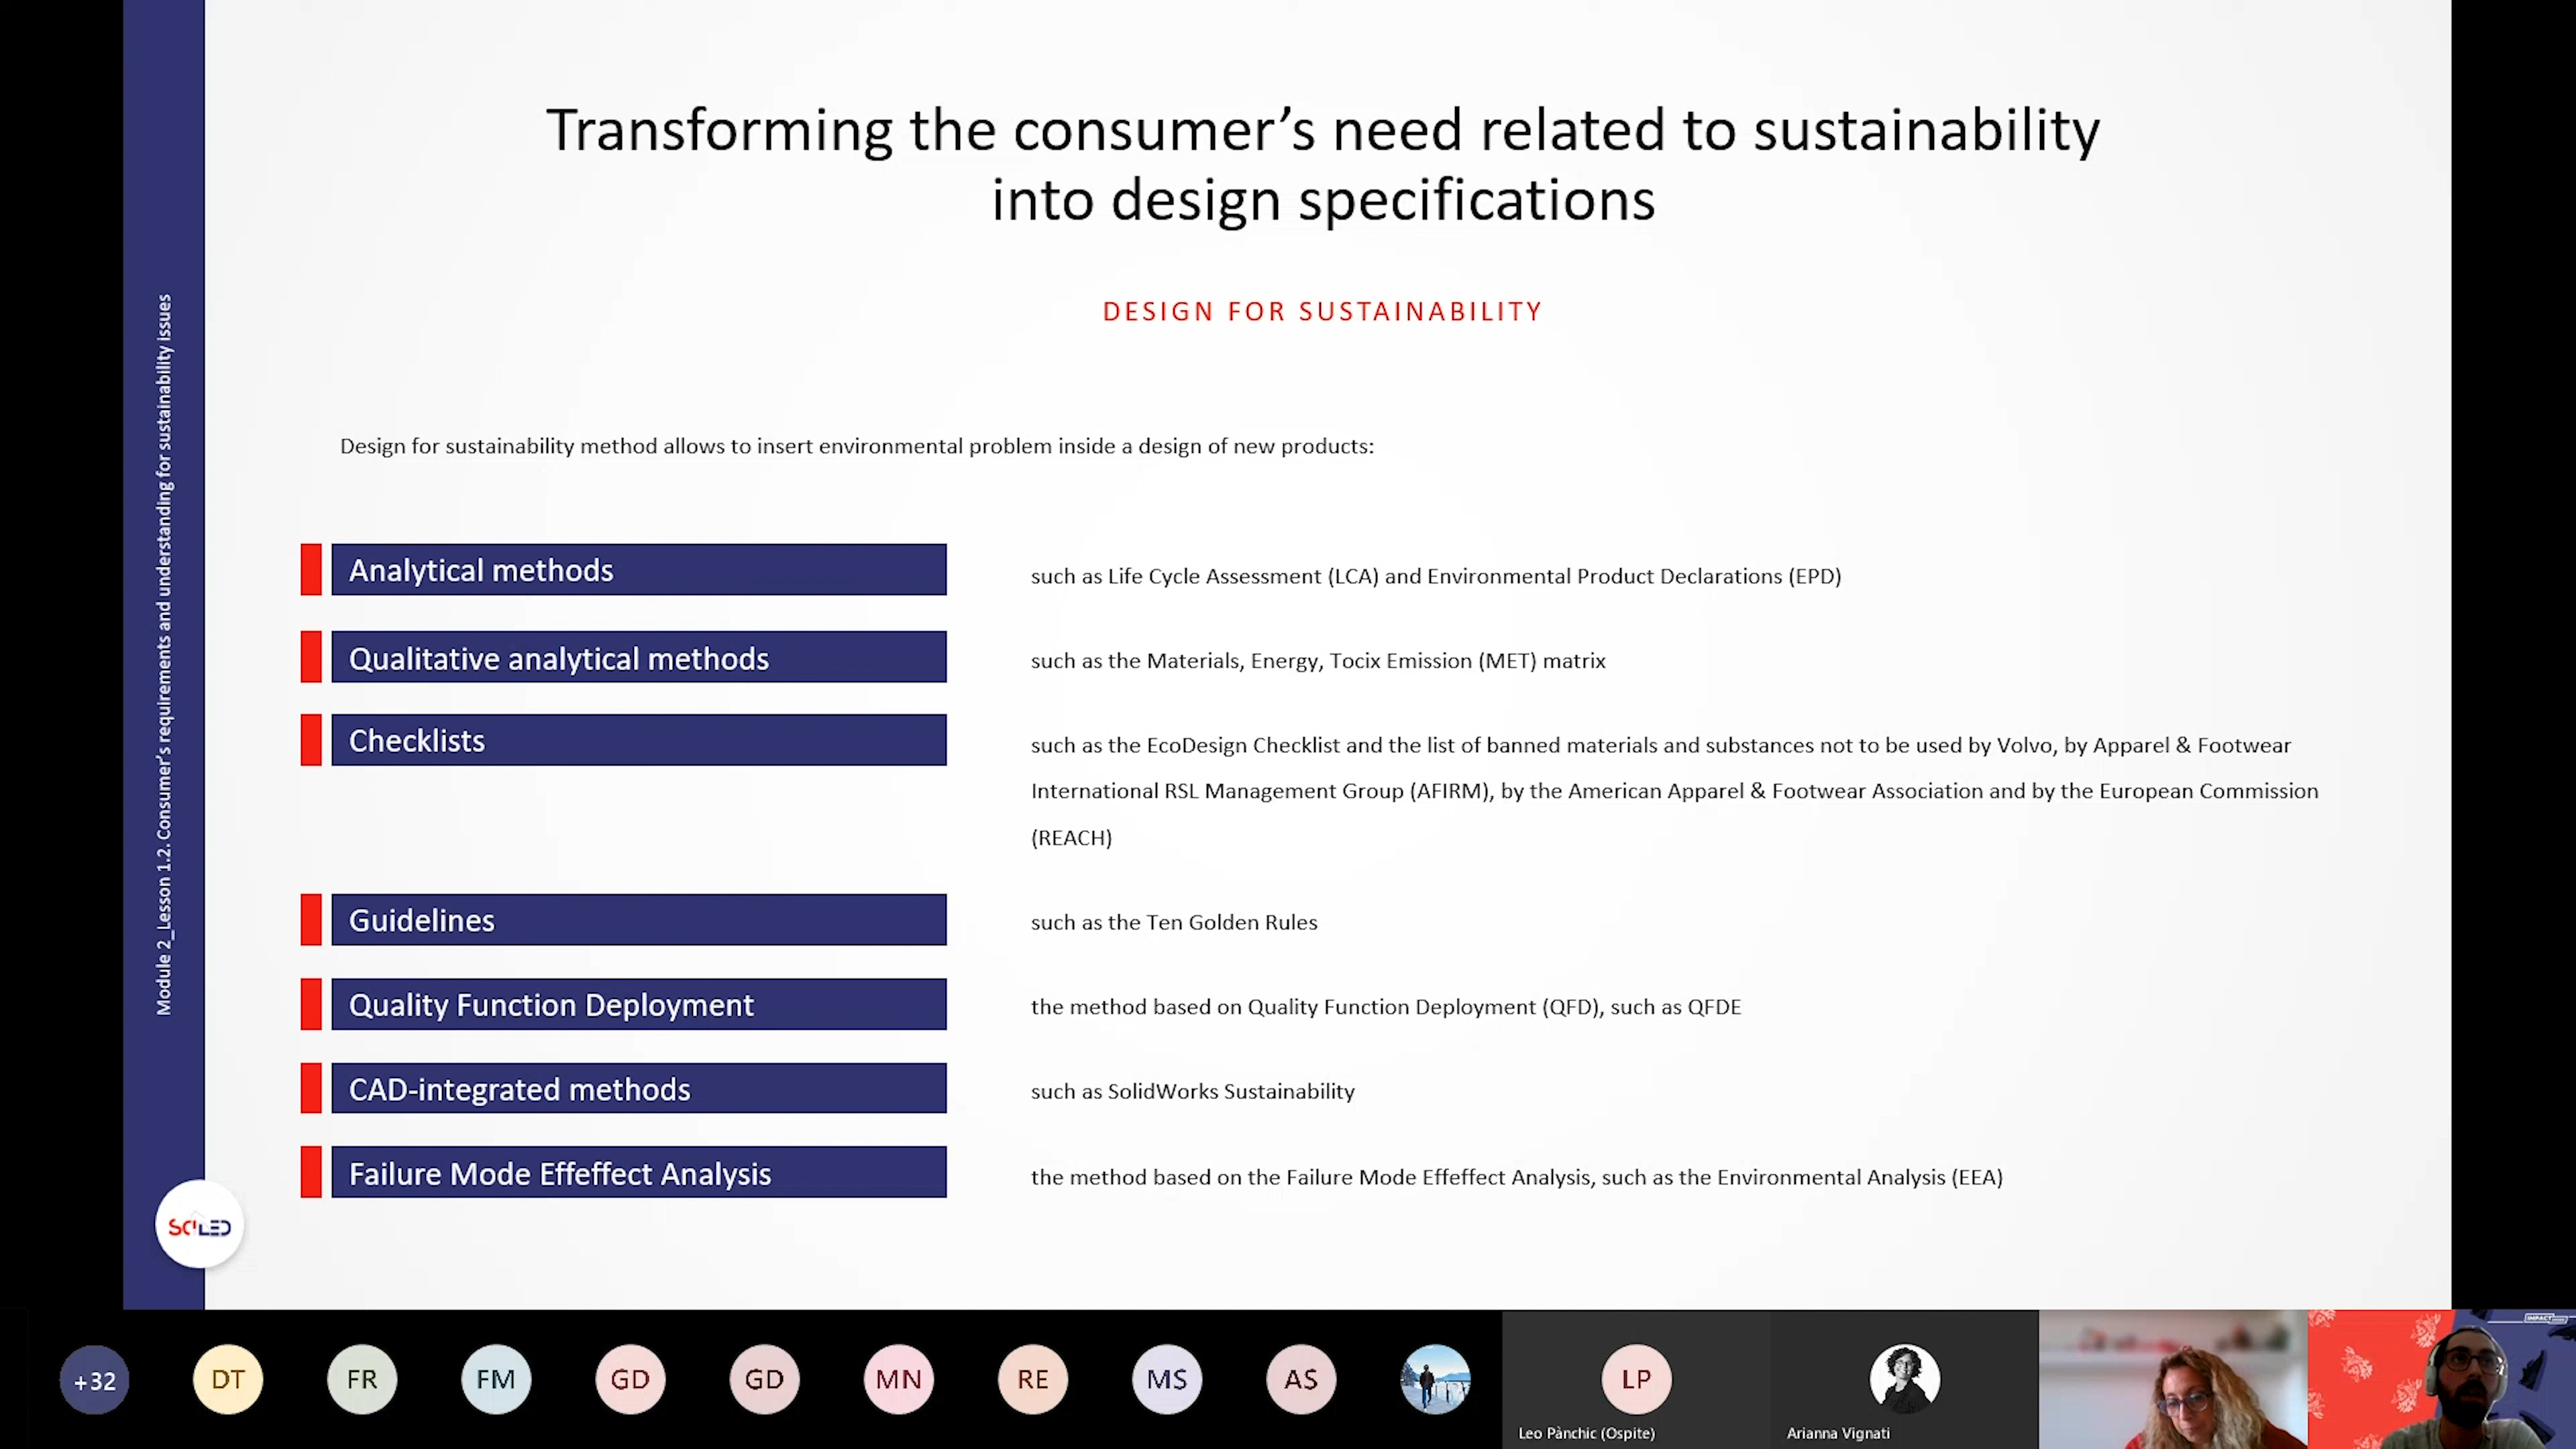 Transforming the consumer’s need related to sustainability
into design specifications
DESIGN FOR SUSTAINABILITY
Design for sustainability method allows to insert environmental problem inside a design of new products:
Analytical methods
such as Life Cycle Assessment (LCA) and Environmental Product Declarations (EPD)
Qualitative analytical methods
such as the Materials, Energy, Tocix Emission (MET) matrix
Checklists
such as the EcoDesign Checklist and the list of banned materials and substances not to be used by Volvo, by Apparel & Footwear
International RSL Management Group (AFIRM), by the American Apparel & Footwear Association and by the European Commission
(REACH)
Guidelines
such as the Ten Golden Rules
Quality Function Deployment
the method based on Quality Function Deployment (QFD), such as QFDE
CAD-integrated methods
such as SolidWorks Sustainability
Failure Mode Effeffect Analysis
the method based on the Failure Mode Effeffect Analysis, such as the Environmental Analysis (EEA)
Module 2_Lesson 1.2. Consumer’s requirements and understanding for sustainability issues
SCILED
+32
DT
FR
FM
GD
GD
MN
RE
MS
AS
LP
Leo Pànchic (Ospite)
Arianna Vignati
IMPACT